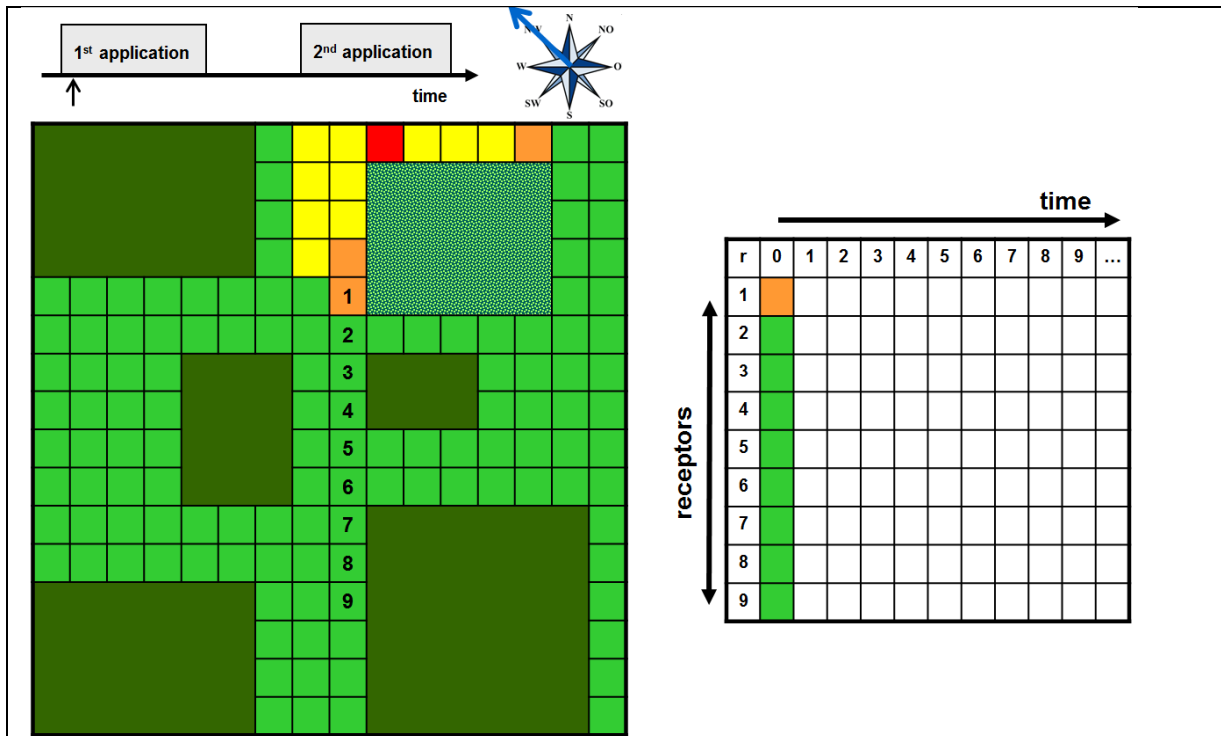 1st application
2nd application
time
N
NW
NO
W
O
SW
SO
S
time
r 0 1 2 3 4 5 6 7 8 9 ...
1
2
3
4
5
6
7
8
9
receptors
1
2
3
4
5
6
7
8
9